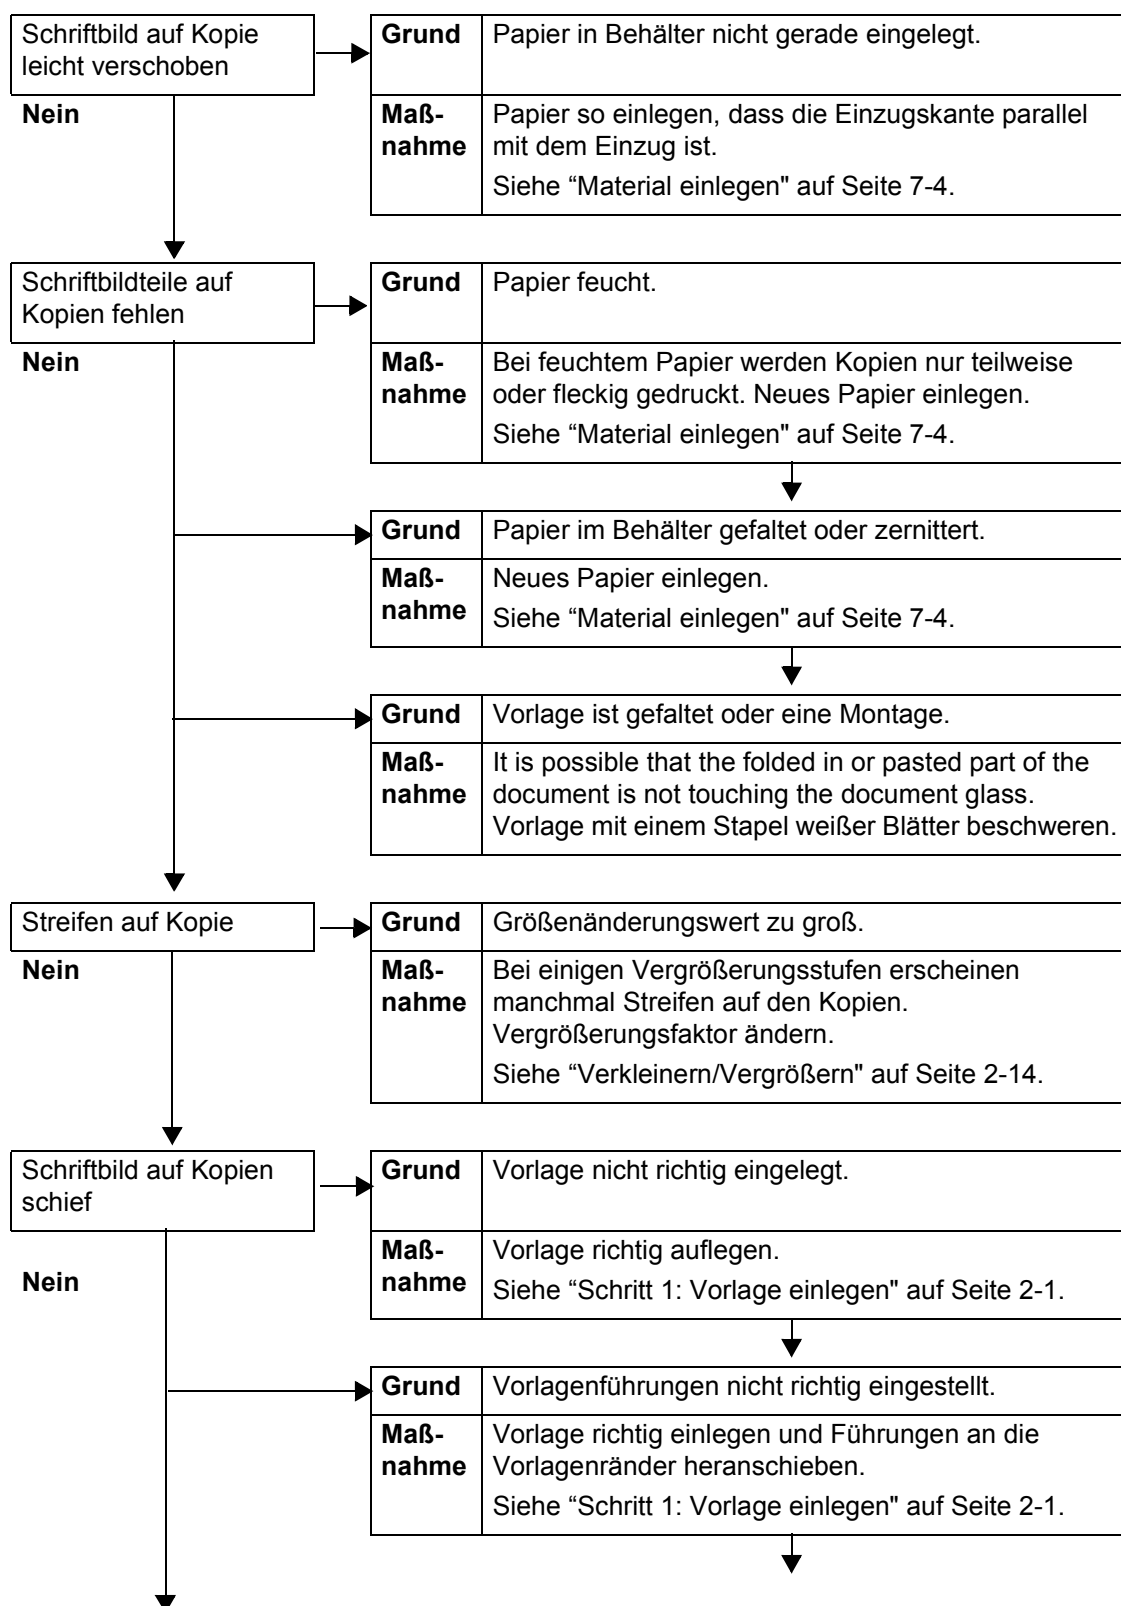 Schriftbild auf Kopie
leicht verschoben
Grund
Papier in Behälter nicht gerade eingelegt.
Nein
Maß-
nahme
Papier so einlegen, dass die Einzugskante parallel
mit dem Einzug ist.
Siehe “Material einlegen" auf Seite 7-4.
Schriftbildteile auf
Kopien fehlen
Grund
Papier feucht.
Nein
Maß-
nahme
Bei feuchtem Papier werden Kopien nur teilweise
oder fleckig gedruckt. Neues Papier einlegen.
Siehe “Material einlegen" auf Seite 7-4.
Grund
Papier im Behälter gefaltet oder zernittert.
Maß-
nahme
Neues Papier einlegen.
Siehe “Material einlegen" auf Seite 7-4.
Grund
Vorlage ist gefaltet oder eine Montage.
Maß-
nahme
It is possible that the folded in or pasted part of the
document is not touching the document glass.
Vorlage mit einem Stapel weißer Blätter beschweren.
Streifen auf Kopie
Grund
Größenänderungswert zu groß.
Nein
Maß-
nahme
Bei einigen Vergrößerungsstufen erscheinen
manchmal Streifen auf den Kopien.
Vergrößerungsfaktor ändern.
Siehe “Verkleinern/Vergrößern" auf Seite 2-14.
Schriftbild auf Kopien
schief
Grund
Vorlage nicht richtig eingelegt.
Nein
Maß-
nahme
Vorlage richtig auflegen.
Siehe “Schritt 1: Vorlage einlegen" auf Seite 2-1.
Grund
Vorlagenführungen nicht richtig eingestellt.
Maß-
nahme
Vorlage richtig einlegen und Führungen an die
Vorlagenränder heranschieben.
Siehe “Schritt 1: Vorlage einlegen" auf Seite 2-1.